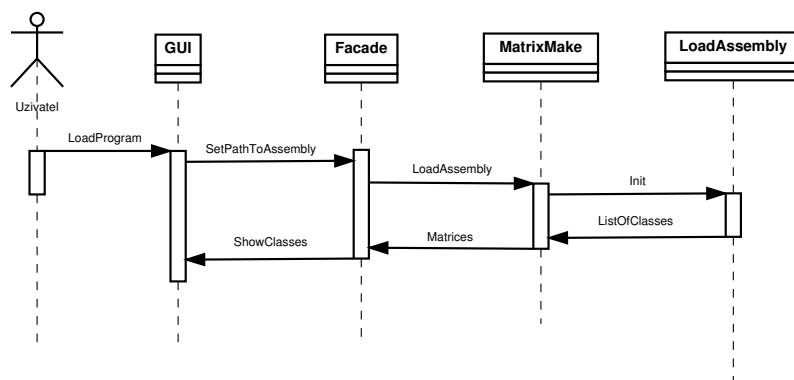 GUI
Facade
MatrixMake
LoadAssembly
Uzivatel
LoadProgram
SetPathToAssembly
LoadAssembly
Init
ListOfClasses
Matrices
ShowClasses